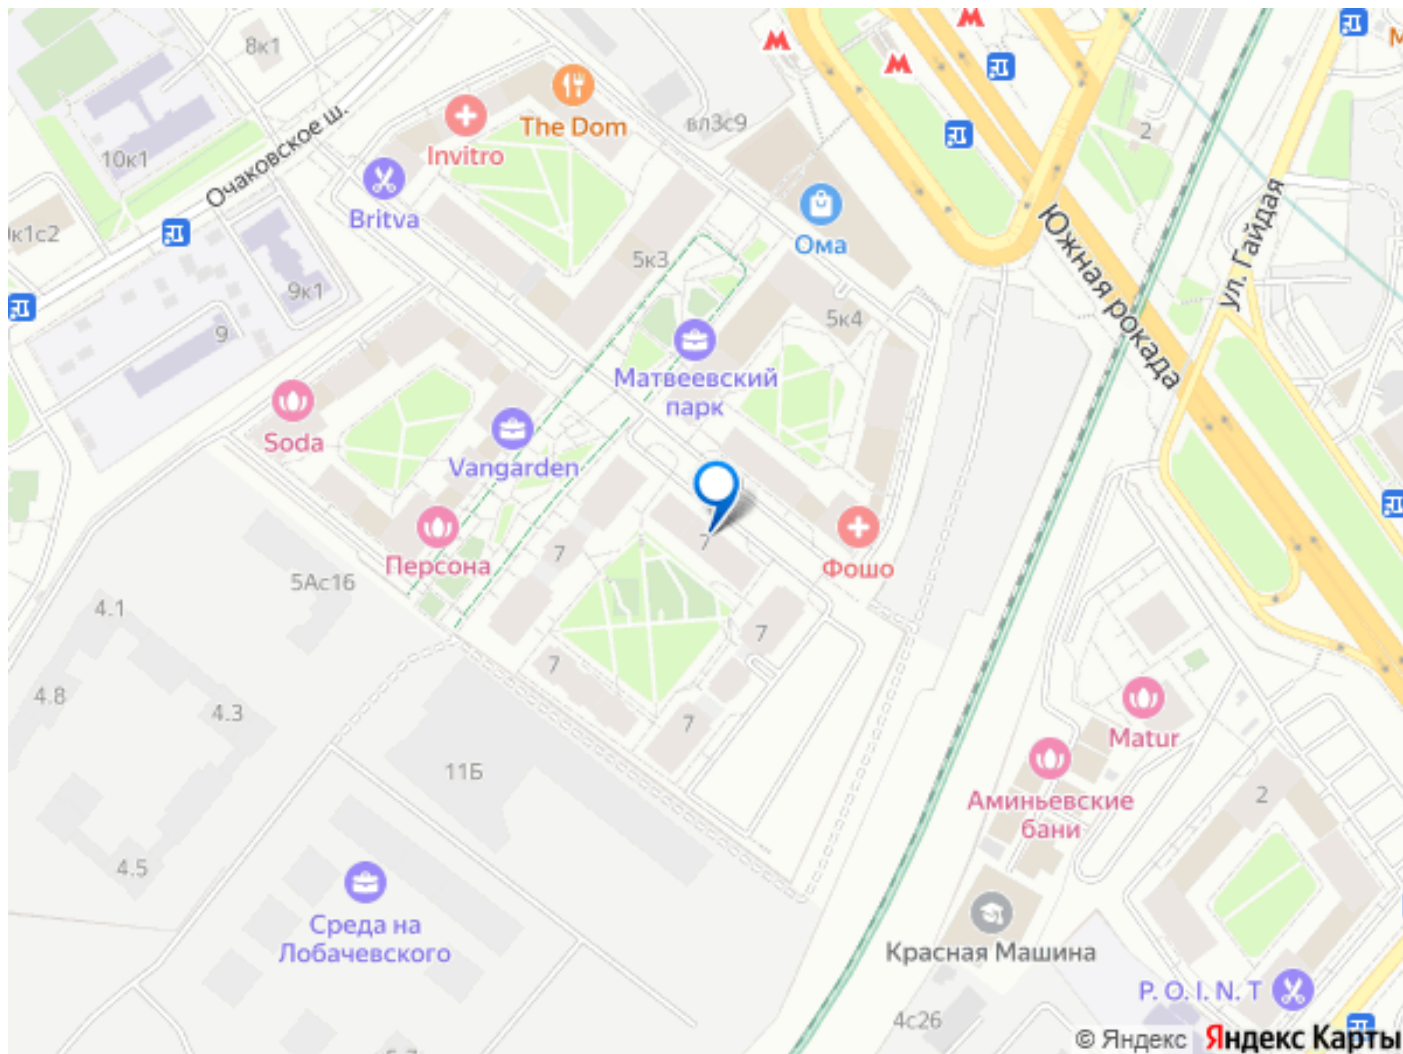 8к1
10к1
Очаковское ш.
The Dom
Invitro
Britva
вл3с9
Ома
2
ул. Гайдая
Южная рокада
5к3
5к4
9к1
9
Матвеевский
парк
Soda
Vangarden
Персона
Фошо
7
7
7
7
7
5Ас16
4.1
4.8
4.3
11Б
4.5
Matur
Аминьевские
бани
2
Среда на
Лобачевского
Красная Машина
P. O. I. N. T
4с26
© Яндекс Яндекс Карты